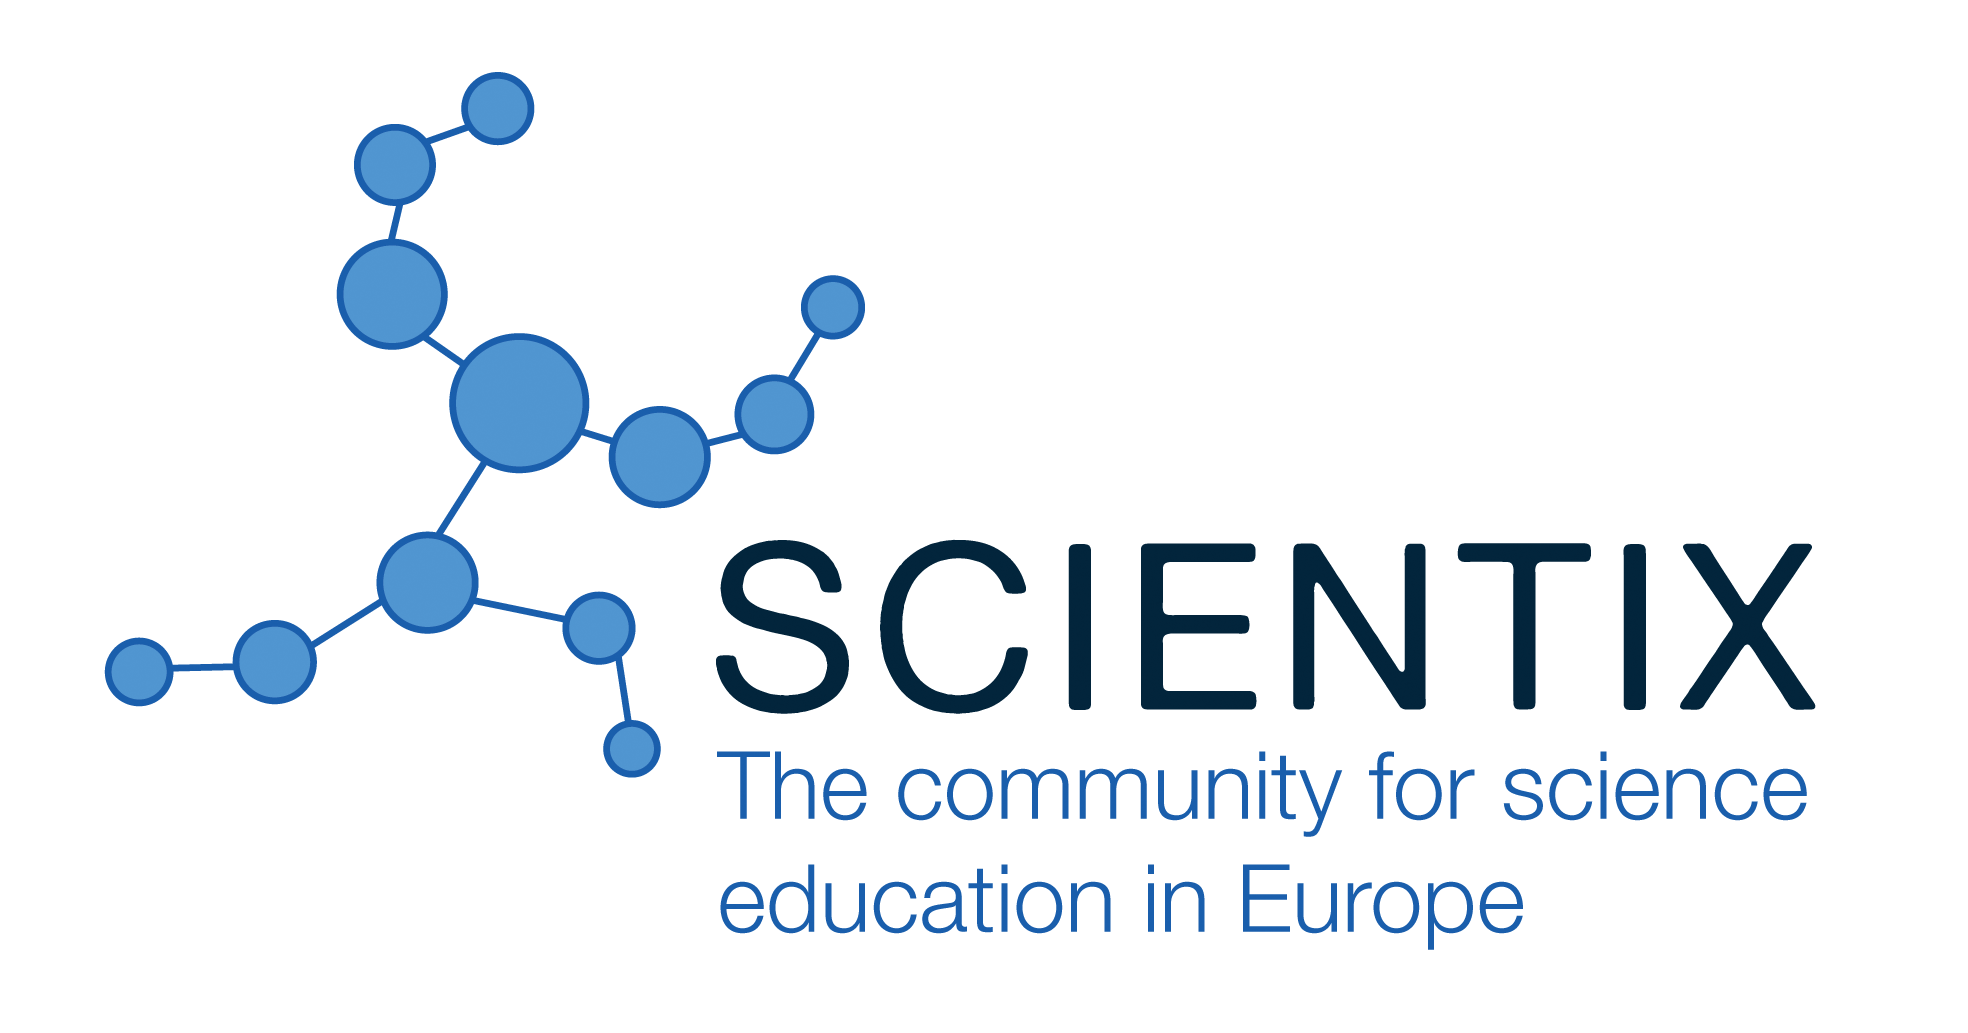 SCIENTIX
The community for science
education in Europe